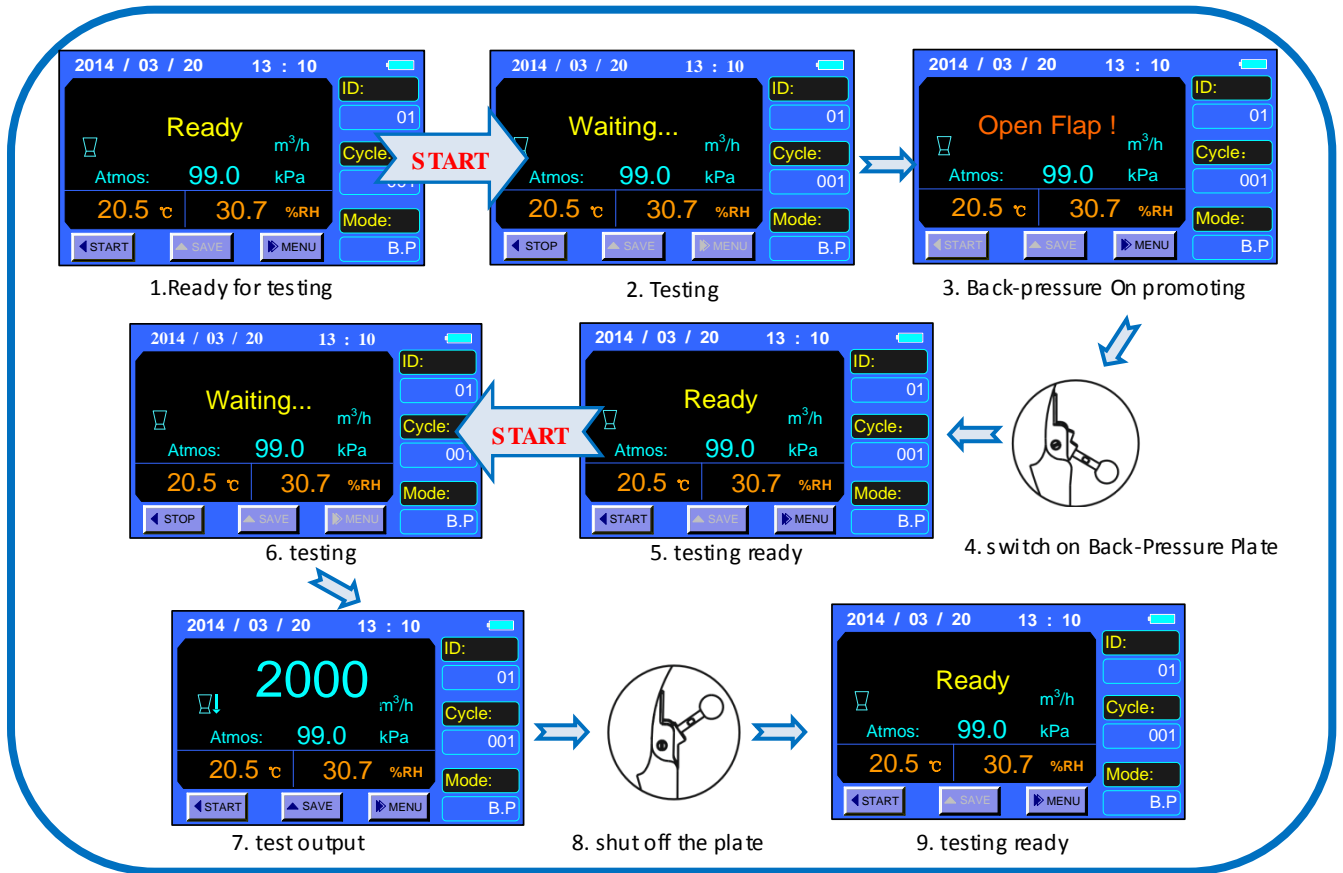 2014 / 03 / 20 13 : 10
ID:
01
Ready
m³/h
Cycle:
Atmos: 99.0 kPa
001
20.5 ℃ 30.7 %RH
Mode:
START SAVE MENU
B.P
1.Ready for testing
START
2014 / 03 / 20 13 : 10
ID:
01
Waiting...
m³/h
Cycle:
Atmos: 99.0 kPa
001
20.5 ℃ 30.7 %RH
Mode:
STOP SAVE MENU
B.P
2. Testing
2014 / 03 / 20 13 : 10
ID:
01
Open Flap !
m³/h
Cycle:
Atmos: 99.0 kPa
001
20.5 ℃ 30.7 %RH
Mode:
START SAVE MENU
B.P
3. Back-pressure On promoting
4. switch on Back-Pressure Plate
2014 / 03 / 20 13 : 10
ID:
01
Ready
m³/h
Cycle:
Atmos: 99.0 kPa
001
20.5 ℃ 30.7 %RH
Mode:
START SAVE MENU
B.P
5. testing ready
START
2014 / 03 / 20 13 : 10
ID:
01
Waiting...
m³/h
Cycle:
Atmos: 99.0 kPa
001
20.5 ℃ 30.7 %RH
Mode:
STOP SAVE MENU
B.P
6. testing
2014 / 03 / 20 13 : 10
ID:
01
2000
m³/h
Cycle:
Atmos: 99.0 kPa
001
20.5 ℃ 30.7 %RH
Mode:
START SAVE MENU
B.P
7. test output
8. shut off the plate
2014 / 03 / 20 13 : 10
ID:
01
Ready
m³/h
Cycle:
Atmos: 99.0 kPa
001
20.5 ℃ 30.7 %RH
Mode:
START SAVE MENU
B.P
9. testing ready